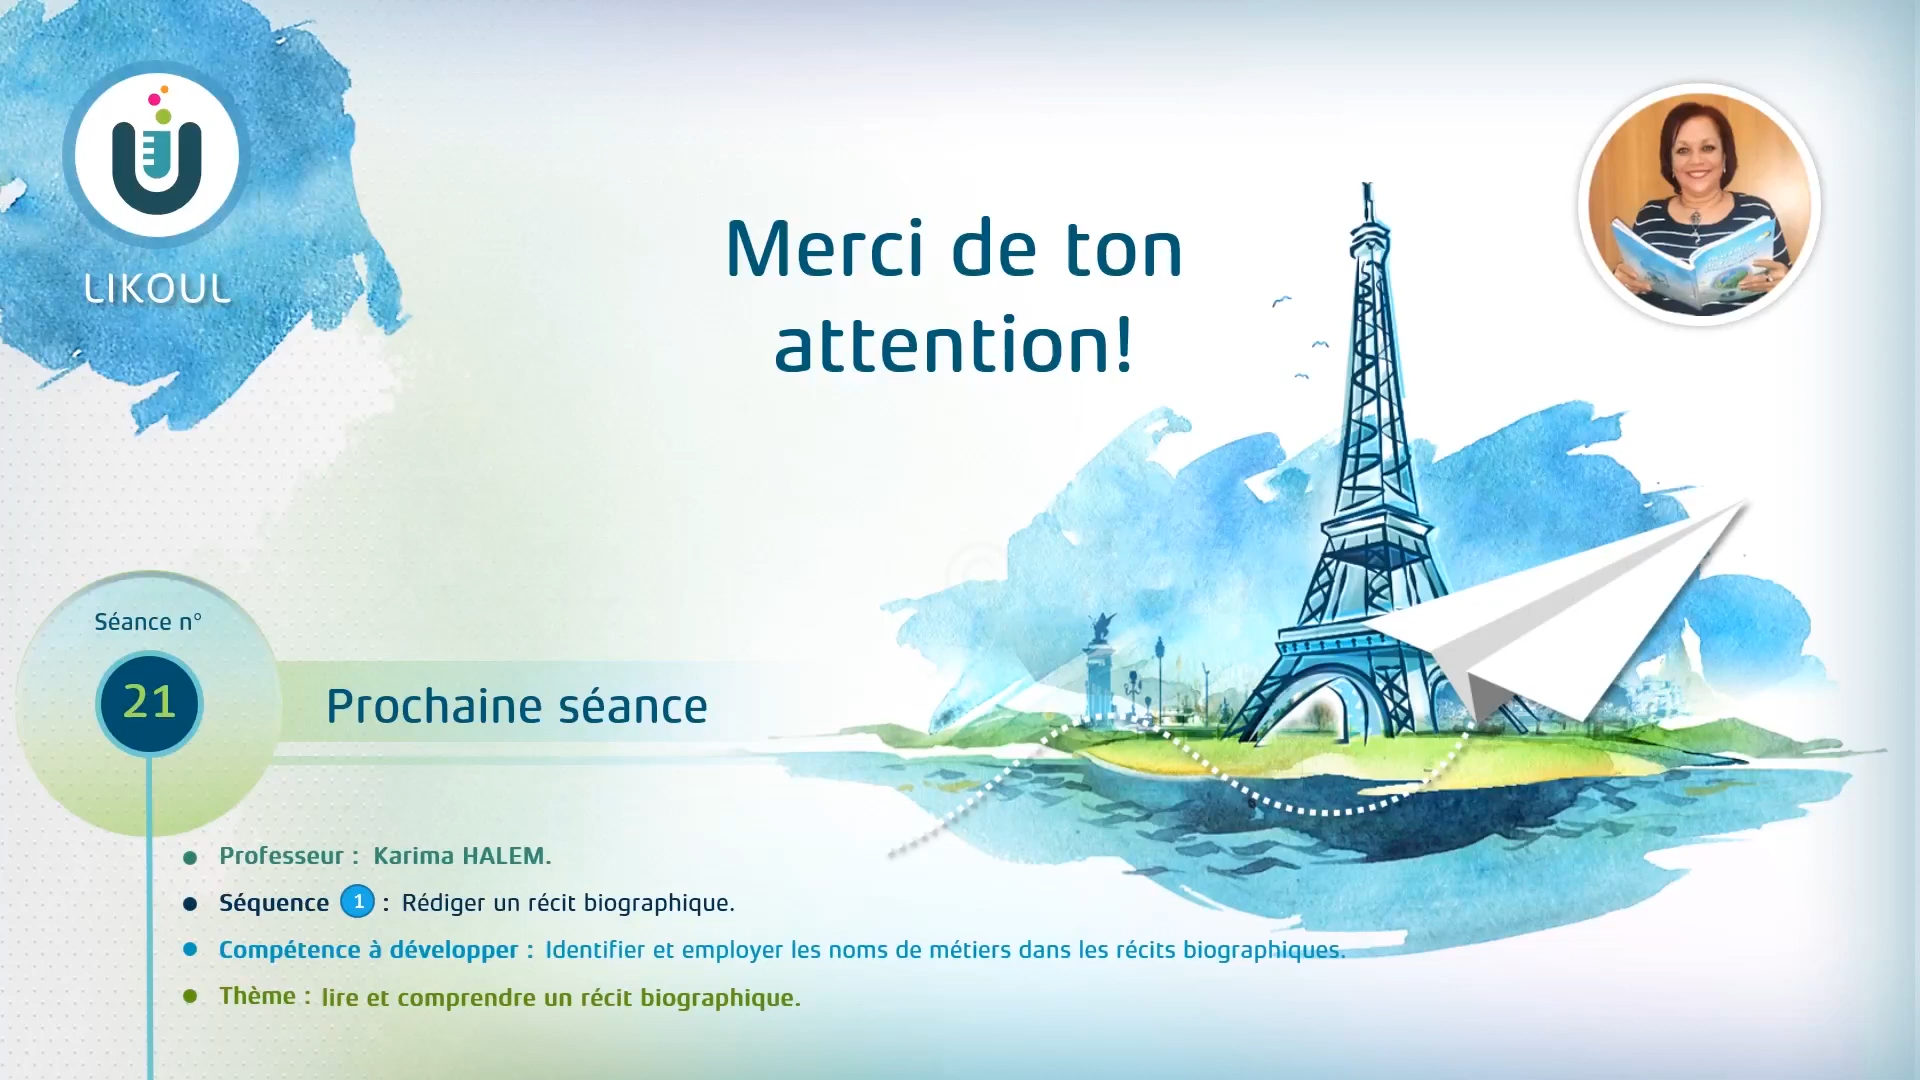 LIKOUL
Merci de ton
attention!
Séance n°
21
Prochaine séance
Professeur : Karima HALEM.
Séquence 1 : Rédiger un récit biographique.
Compétence à développer : Identifier et employer les noms de métiers dans les récits biographiques.
Thème : lire et comprendre un récit biographique.